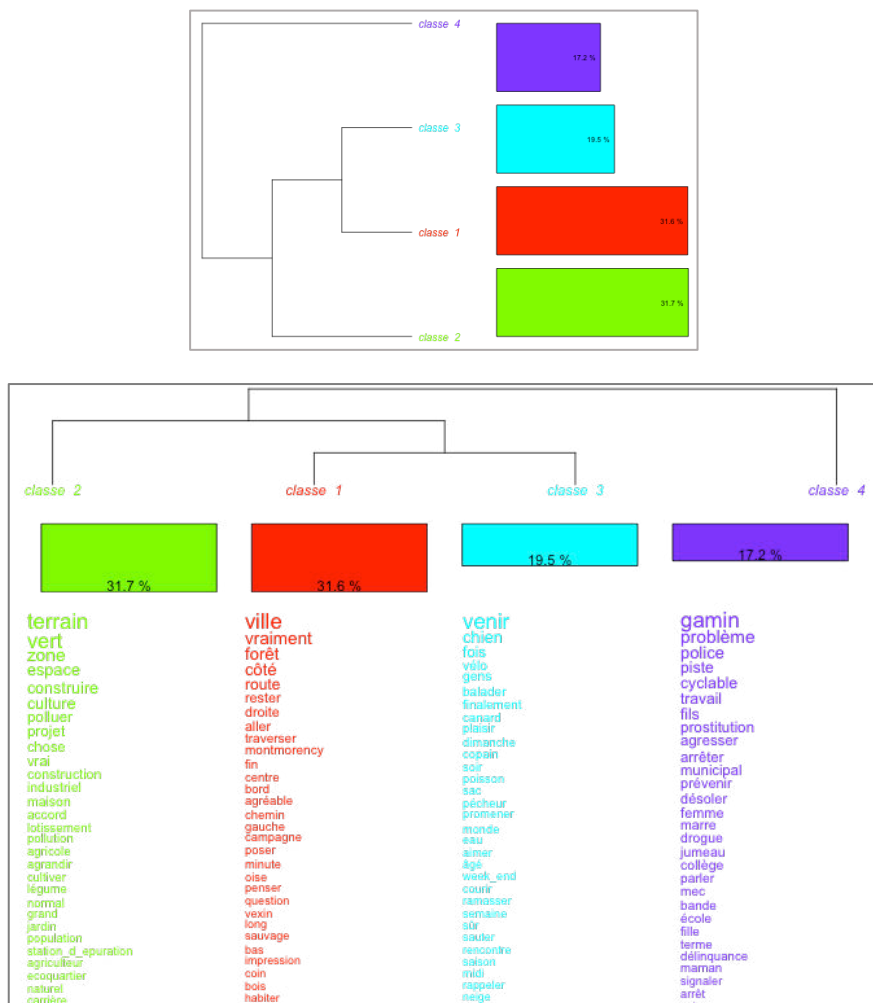 classe 4
17.2 %
classe 3
19.5 %
classe 1
31.6 %
31.7 %
classe 2
classe 2
classe 1
classe 3
classe 4
31.7 %
31.6 %
19.5 %
17.2 %
terrain
vert
zone
espace
construire
culture
polluer
projet
chose
vrai
construction
industriel
maison
accord
lotissement
pollution
agricole
agrandir
cultiver
légume
normal
grand
jardin
population
station_d_epuration
agriculteur
ecoquartier
naturel
carrière
ville
vraiment
forêt
côté
route
rester
droite
aller
traverser
montmorency
fin
centre
bord
agréable
chemin
gauche
campagne
poser
minute
oise
penser
question
vexin
long
sauvage
bas
impression
coin
bois
habiter
venir
chien
fois
vélo
gens
balader
finalement
canard
plaisir
dimanche
copain
soir
poisson
sac
pêcheur
promener
monde
eau
aimer
âgé
week_end
courir
ramasser
semaine
sûr
sauter
rencontre
saison
midi
rappeler
neige
gamin
problème
police
piste
cyclable
travail
fils
prostitution
agresser
arrêter
municipal
prévenir
désoler
femme
marre
drogue
jumeau
collège
parler
mec
bande
école
fille
terme
délinquance
maman
signaler
arrêt